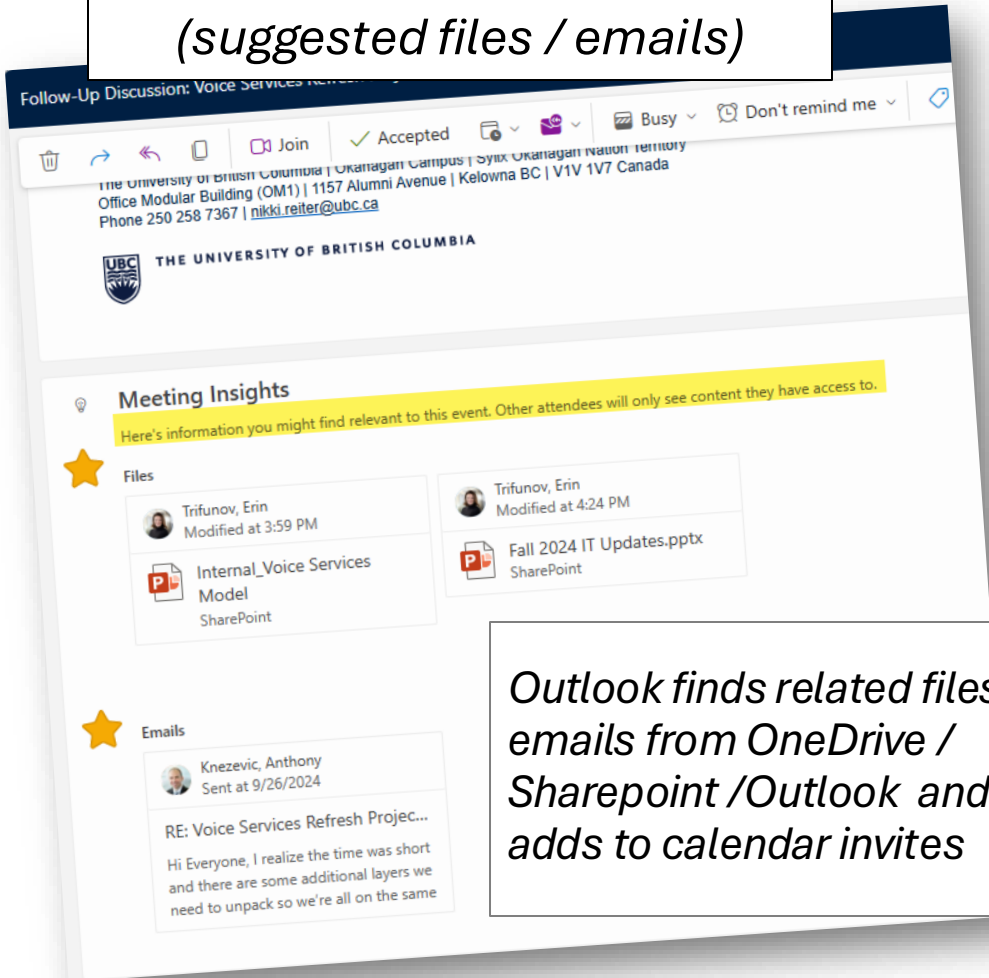 (suggested files / emails)
Follow-Up Discussion: Voice Services
Join
Accepted
Busy
Don't remind me
The University of British Columbia | Okanagan Campus | Syilx Okanagan Nation Territory
Office Modular Building (OM1) | 1157 Alumni Avenue | Kelowna BC | V1V 1V7 Canada
Phone 250 258 7367 | nikki.reiter@ubc.ca
UBC
THE UNIVERSITY OF BRITISH COLUMBIA
Meeting Insights
Here's information you might find relevant to this event. Other attendees will only see content they have access to.
Files
Trifunov, Erin
Modified at 3:59 PM
Internal_Voice Services
Model
SharePoint
Trifunov, Erin
Modified at 4:24 PM
Fall 2024 IT Updates.pptx
SharePoint
Emails
Knezevic, Anthony
Sent at 9/26/2024
RE: Voice Services Refresh Projec...
Hi Everyone, I realize the time was short
and there are some additional layers we
need to unpack so we're all on the same
Outlook finds related files
emails from OneDrive /
Sharepoint /Outlook and
adds to calendar invites